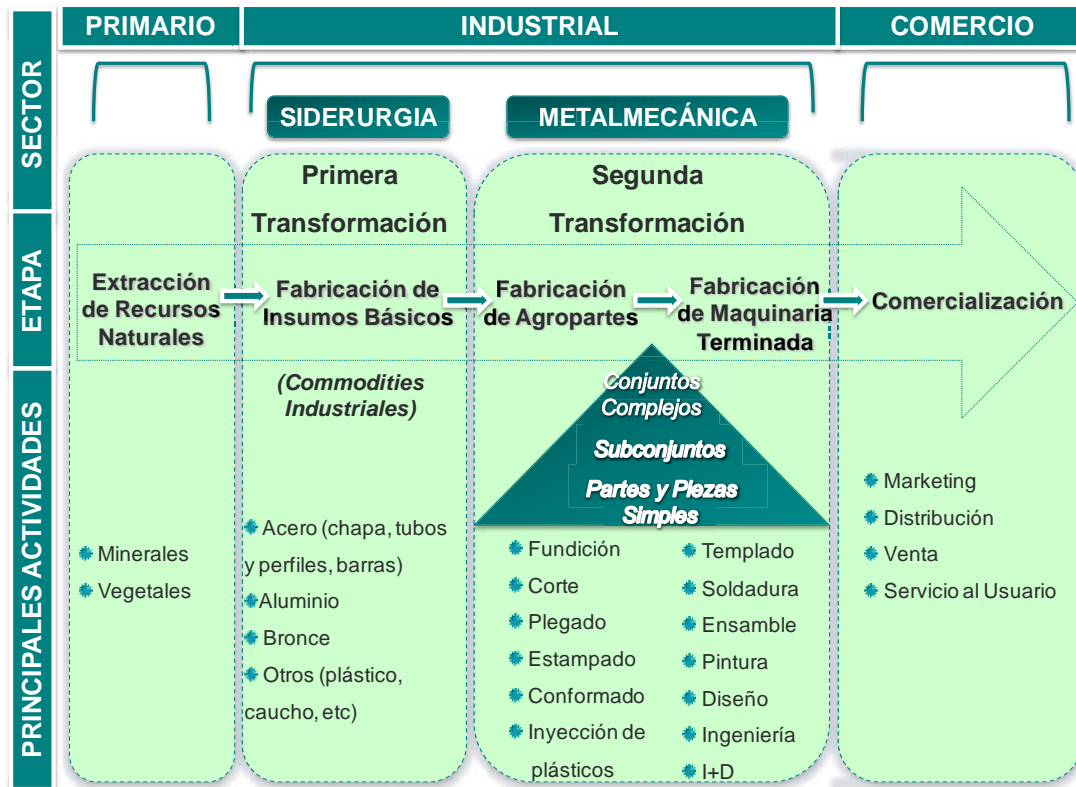 PRIMARIO
INDUSTRIAL
COMERCIO
SECTOR
SIDERURGIA
METALMECÁNICA
Primera
Transformación
Segunda
Transformación
ETAPA
Extracción
de Recursos
Naturales
Fabricación de
Insumos Básicos
Fabricación
de Agropartes
Fabricación
de Maquinaria
Terminada
Comercialización
(Commodities
Industriales)
Conjuntos
Complejos
Subconjuntos
Partes y Piezas
Simples
PRINCIPALES ACTIVIDADES
Minerales
Vegetales
Acero (chapa, tubos
y perfiles, barras)
Aluminio
Bronce
Otros (plástico,
caucho, etc)
Fundición
Corte
Plegado
Estampado
Conformado
Inyección de
plásticos
Templado
Soldadura
Ensamble
Pintura
Diseño
Ingeniería
I+D
Marketing
Distribución
Venta
Servicio al Usuario